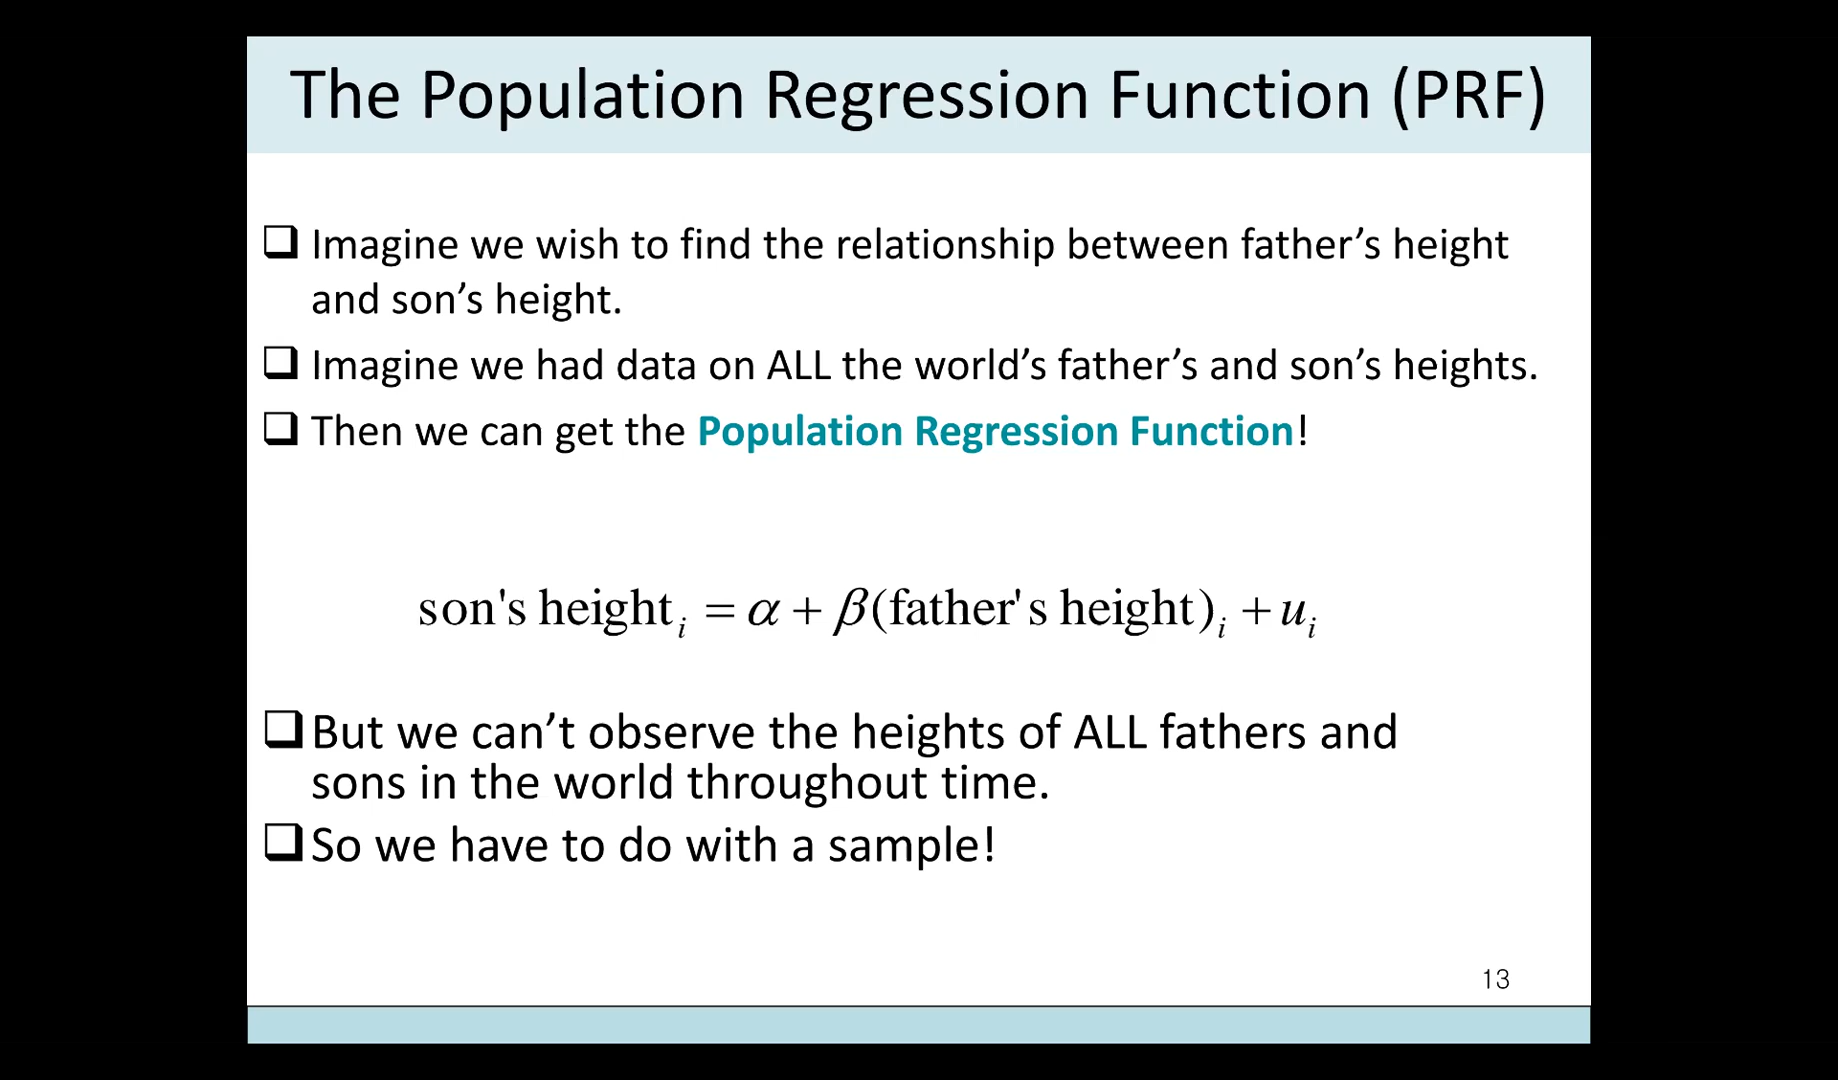 The Population Regression Function (PRF)
❑ Imagine we wish to find the relationship between father’s height
and son’s height.
❑ Imagine we had data on ALL the world’s father’s and son’s heights.
❑ Then we can get the Population Regression Function!
son's height_i = α + β(father's height)_i + u_i
❑ But we can’t observe the heights of ALL fathers and
sons in the world throughout time.
❑ So we have to do with a sample!
13